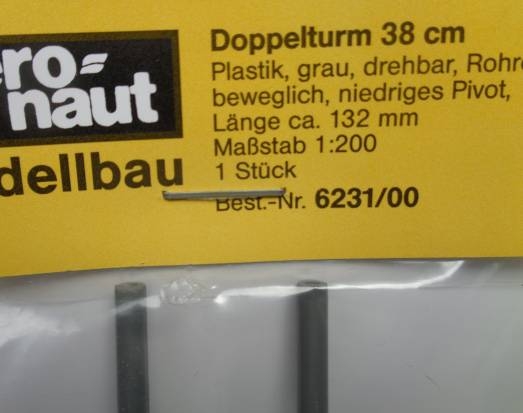 ero=
naut
dellbau
Doppelturm 38 cm
Plastik, grau, drehbar, Rohre
beweglich, niedriges Pivot,
Länge ca. 132 mm
Maßstab 1:200
1 Stück
Best.-Nr. 6231/00